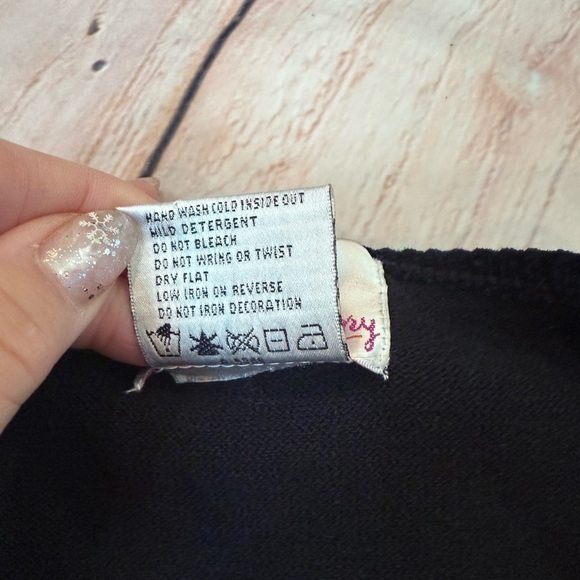 HAND WASH COLD INSIDE OUT
MILD DETERGENT
DO NOT BLEACH
DO NOT WRING OR TWIST
DRY FLAT
LOW IRON ON REVERSE
DO NOT IRON DECORATION